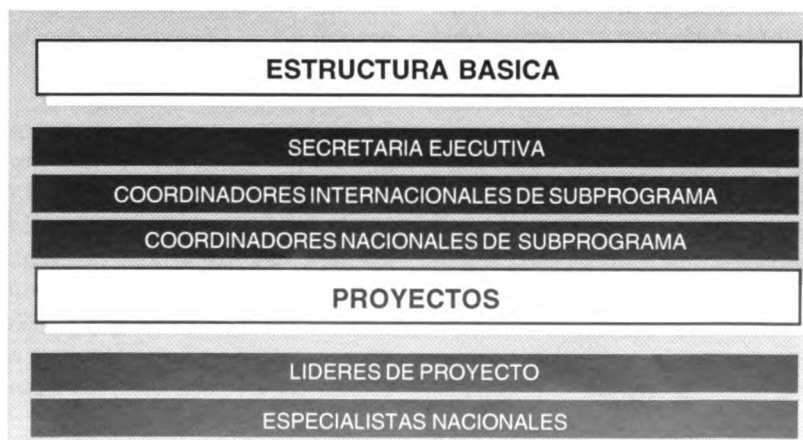 ESTRUCTURA BASICA
SECRETARIA EJECUTIVA
COORDINADORES INTERNACIONALES DE SUBPROGRAMA
COORDINADORES NACIONALES DE SUBPROGRAMA
PROYECTOS
LIDERES DE PROYECTO
ESPECIALISTAS NACIONALES